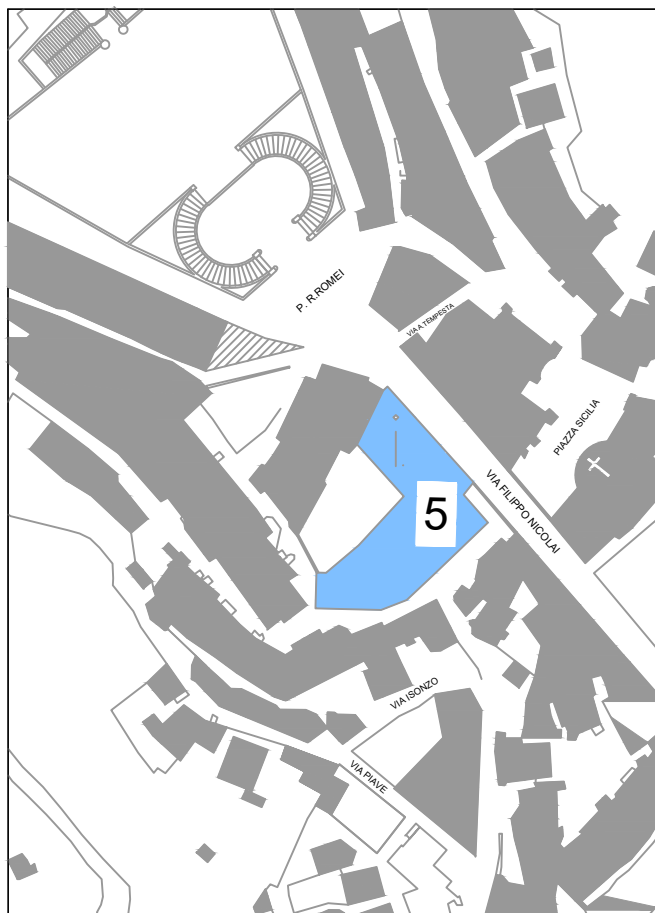 P. R.ROMEI
VIA A.TEMPESTA
PIAZZA SICILIA
VIA FILIPPO NICOLAI
5
VIA ISONZO
VIA PIAVE